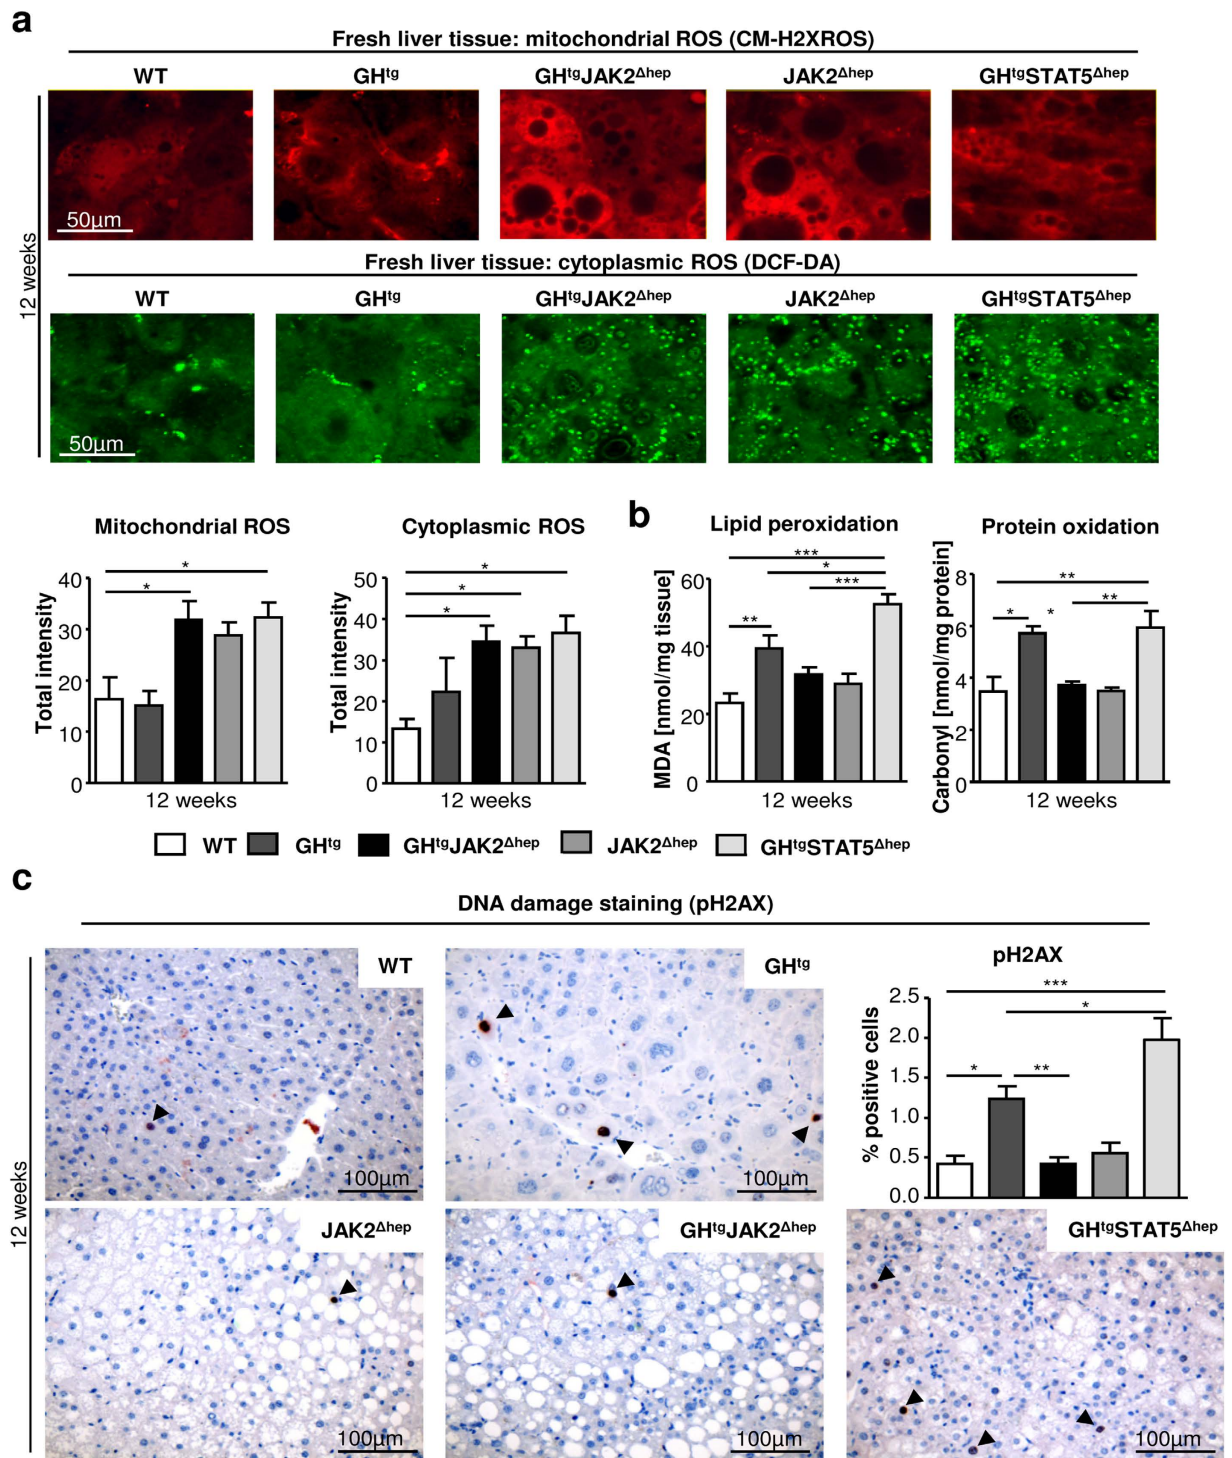 a
Fresh liver tissue: mitochondrial ROS (CM-H2XROS)
WT GHtg GHtgJAK2Δhep JAK2Δhep GHtgSTAT5Δhep
50µm
12 weeks
Fresh liver tissue: cytoplasmic ROS (DCF-DA)
WT GHtg GHtgJAK2Δhep JAK2Δhep GHtgSTAT5Δhep
50µm
Mitochondrial ROS
Total intensity
40
30
20
10
0
*
*
12 weeks
Cytoplasmic ROS
Total intensity
50
40
30
20
10
0
*
*
*
12 weeks
b
Lipid peroxidation
MDA [nmol/mg tissue]
60
40
20
0
***
*
***
**
12 weeks
Protein oxidation
Carbonyl [nmol/mg protein]
8
6
4
2
0
**
**
* *
12 weeks
WT GHtg GHtgJAK2Δhep JAK2Δhep GHtgSTAT5Δhep
c
DNA damage staining (pH2AX)
12 weeks
WT
100µm
GHtg
100µm
pH2AX
% positive cells
2.5
2.0
1.5
1.0
0.5
0.0
***
*
* **
JAK2Δhep
100µm
GHtgJAK2Δhep
100µm
GHtgSTAT5Δhep
100µm